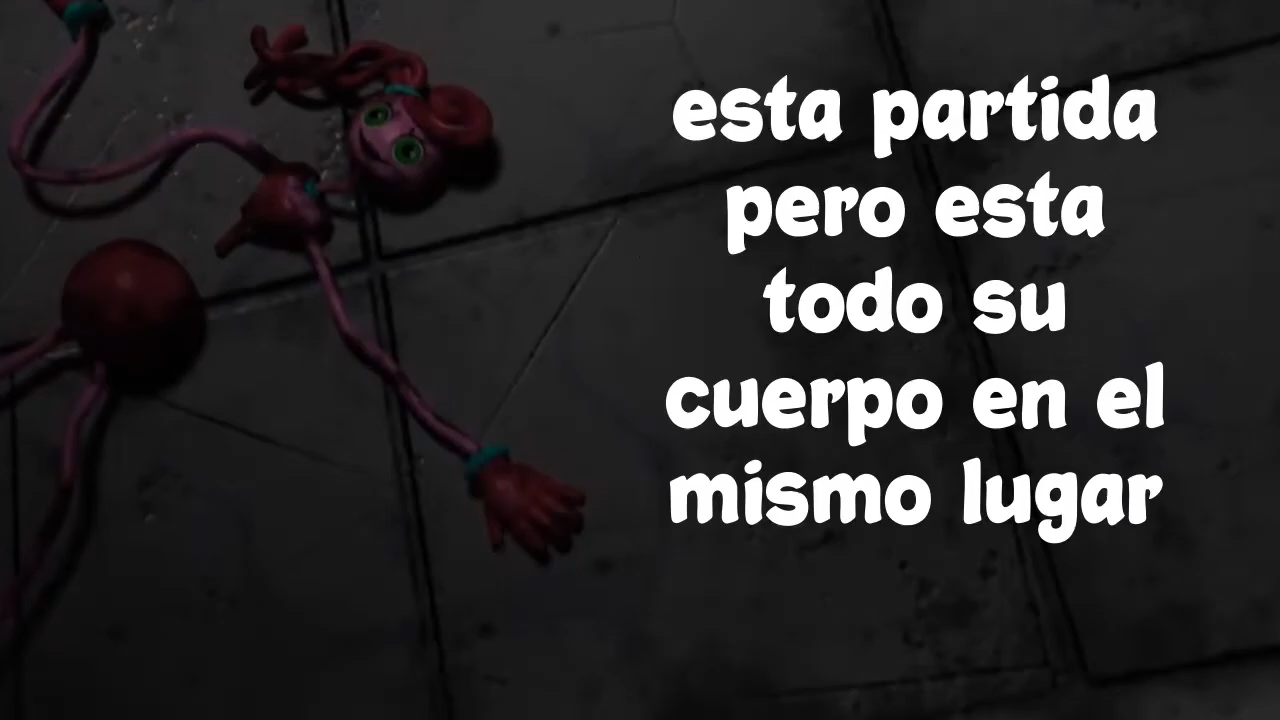 esta partida
pero esta
todo su
cuerpo en el
mismo lugar